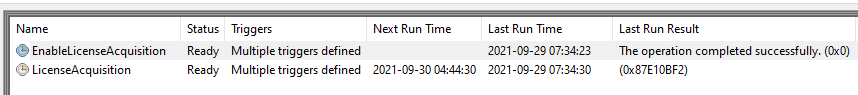 Name Status Triggers Next Run Time Last Run Time Last Run Result
EnableLicenseAcquisition Ready Multiple triggers defined 2021-09-29 07:34:23 The operation completed successfully. (0x0)
LicenseAcquisition Ready Multiple triggers defined 2021-09-30 04:44:30 2021-09-29 07:34:30 (0x87E10BF2)